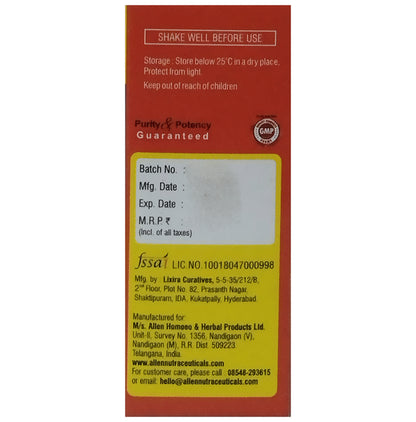 SHAKE WELL BEFORE USE
Storage : Store below 25°C in a dry place,
Protect from light.
Keep out of reach of children
Purity & Potency
Guaranteed
GMP
Batch No. :
Mfg. Date :
Exp. Date :
M.R.P. ₹ :
(Incl. of all taxes)
fssai LIC.NO.10018047000998
Mfg. by : Lixira Curatives, 5-5-35/212/B,
2nd Floor, Plot No. 82, Prasanth Nagar,
Shaktipuram, IDA, Kukatpally, Hyderabad.
Manufactured for:
M/s. Allen Homoeo & Herbal Products Ltd.
Unit-II, Survey No. 1356, Nandigaon (V),
Nandigaon (M), R.R. Dist. 509223.
Telangana, India.
www.allennutraceuticals.com
For customer care, please call : 08548-293615
or email: hello@allennutraceuticals.com